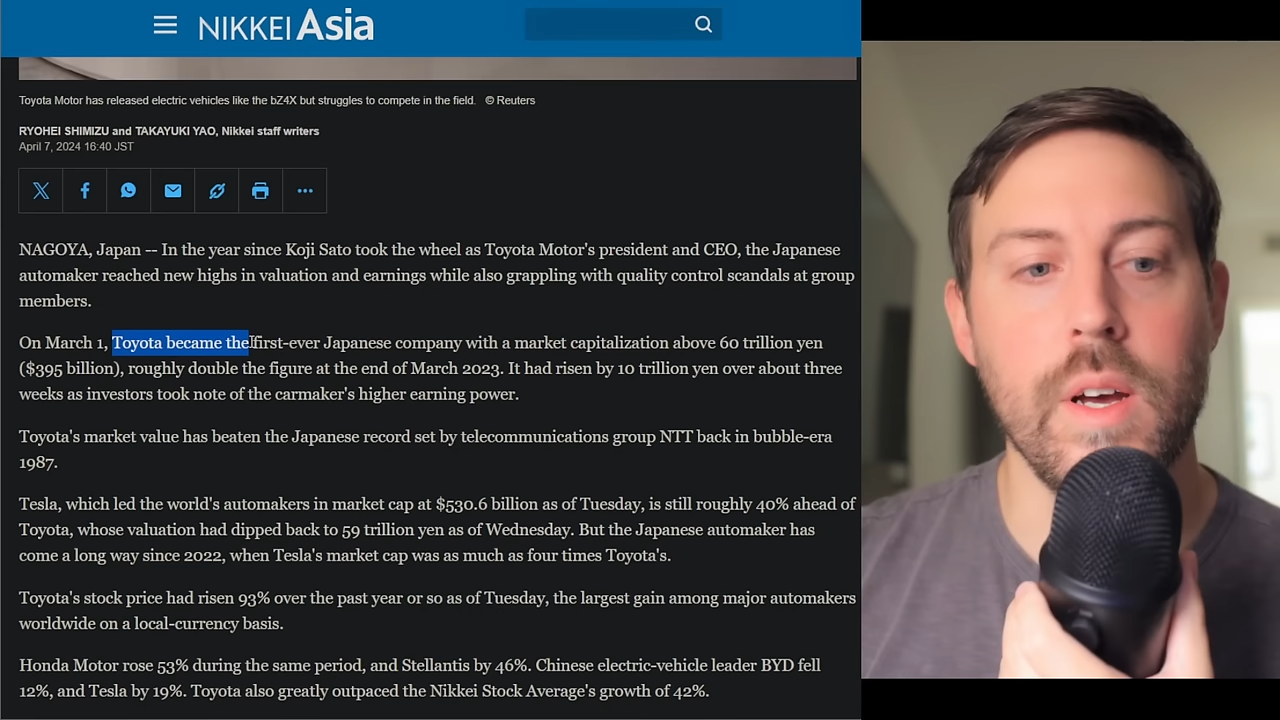 NIKKEI Asia
Toyota Motor has released electric vehicles like the bZ4X but struggles to compete in the field. © Reuters
RYOHEI SHIMIZU and TAKAYUKI YAO, Nikkei staff writers
April 7, 2024 16:40 JST
NAGOYA, Japan -- In the year since Koji Sato took the wheel as Toyota Motor's president and CEO, the Japanese
automaker reached new highs in valuation and earnings while also grappling with quality control scandals at group
members.
On March 1, Toyota became the first-ever Japanese company with a market capitalization above 60 trillion yen
($395 billion), roughly double the figure at the end of March 2023. It had risen by 10 trillion yen over about three
weeks as investors took note of the carmaker's higher earning power.
Toyota's market value has beaten the Japanese record set by telecommunications group NTT back in bubble-era
1987.
Tesla, which led the world's automakers in market cap at $530.6 billion as of Tuesday, is still roughly 40% ahead of
Toyota, whose valuation had dipped back to 59 trillion yen as of Wednesday. But the Japanese automaker has
come a long way since 2022, when Tesla's market cap was as much as four times Toyota's.
Toyota's stock price had risen 93% over the past year or so as of Tuesday, the largest gain among major automakers
worldwide on a local-currency basis.
Honda Motor rose 53% during the same period, and Stellantis by 46%. Chinese electric-vehicle leader BYD fell
12%, and Tesla by 19%. Toyota also greatly outpaced the Nikkei Stock Average's growth of 42%.